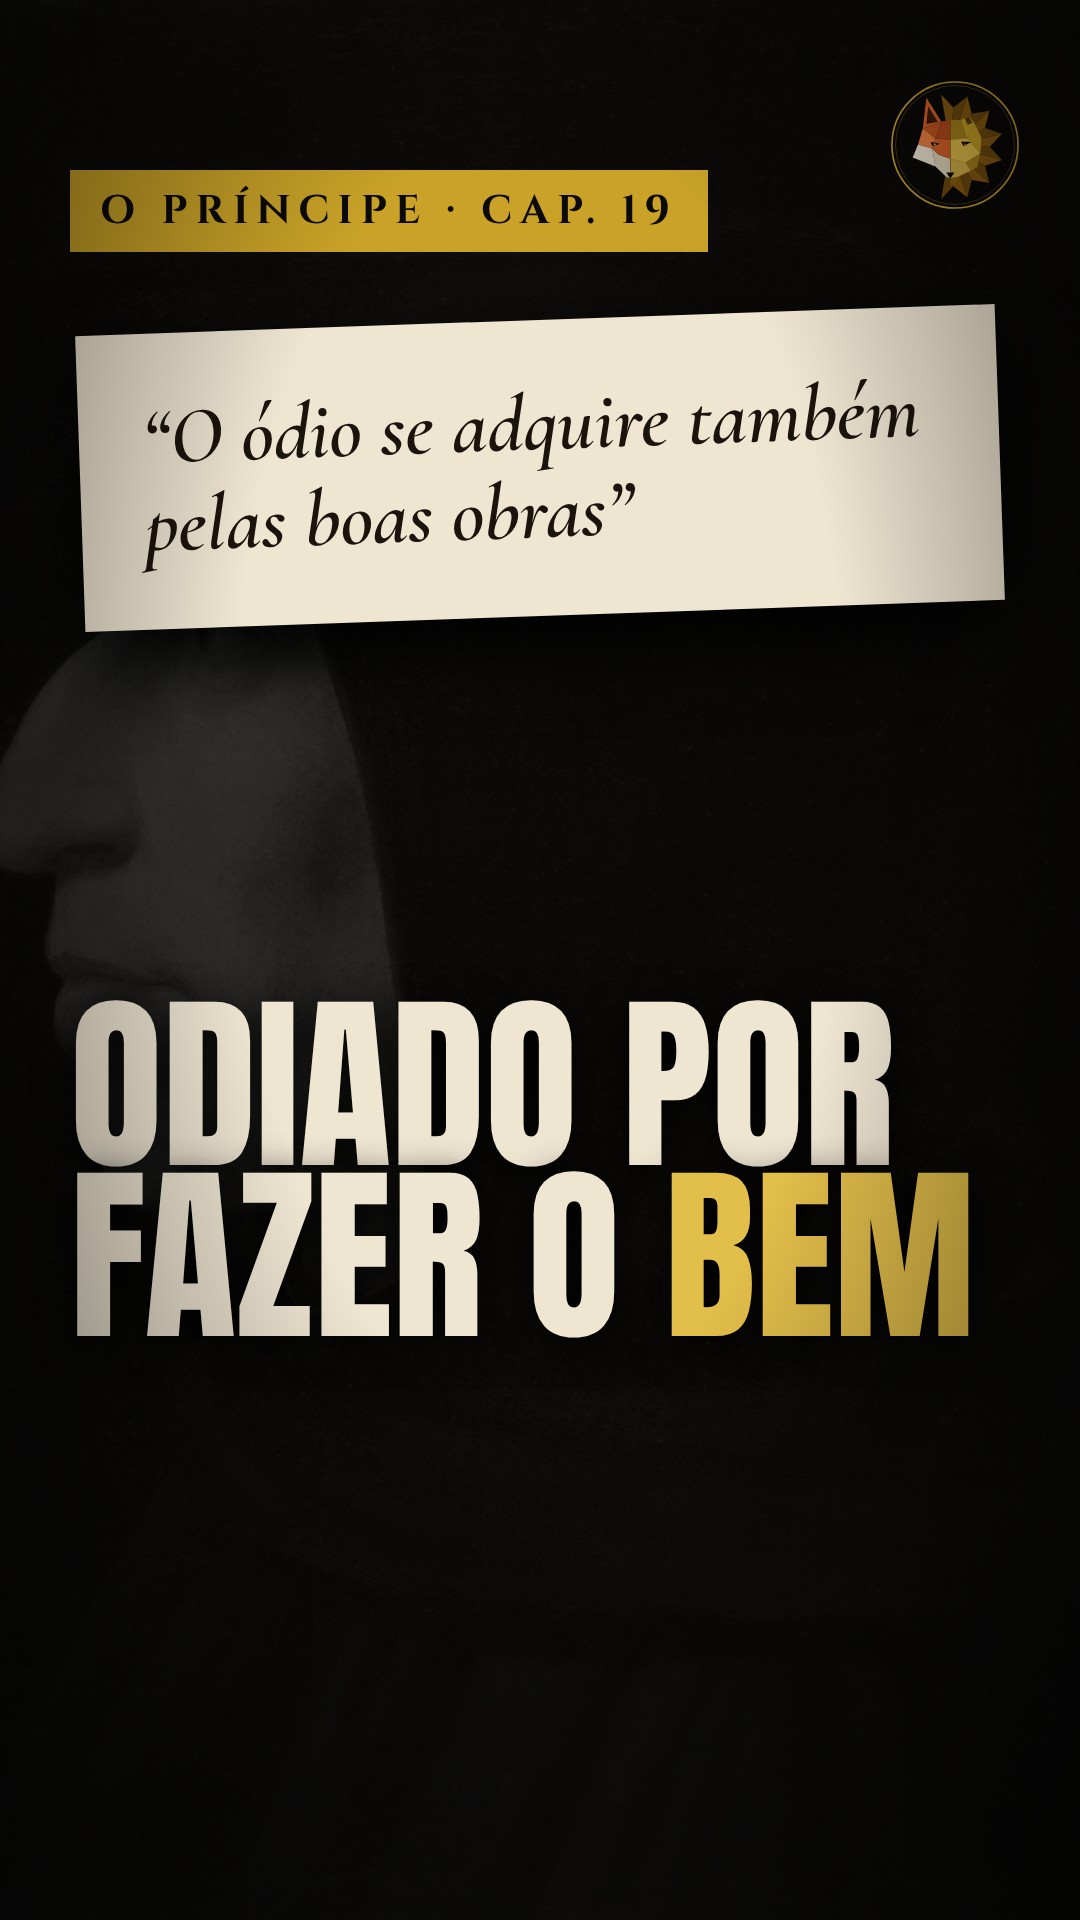 O PRÍNCIPE · CAP. 19
“O ódio se adquire também
pelas boas obras”
ODIADO POR
FAZER O BEM